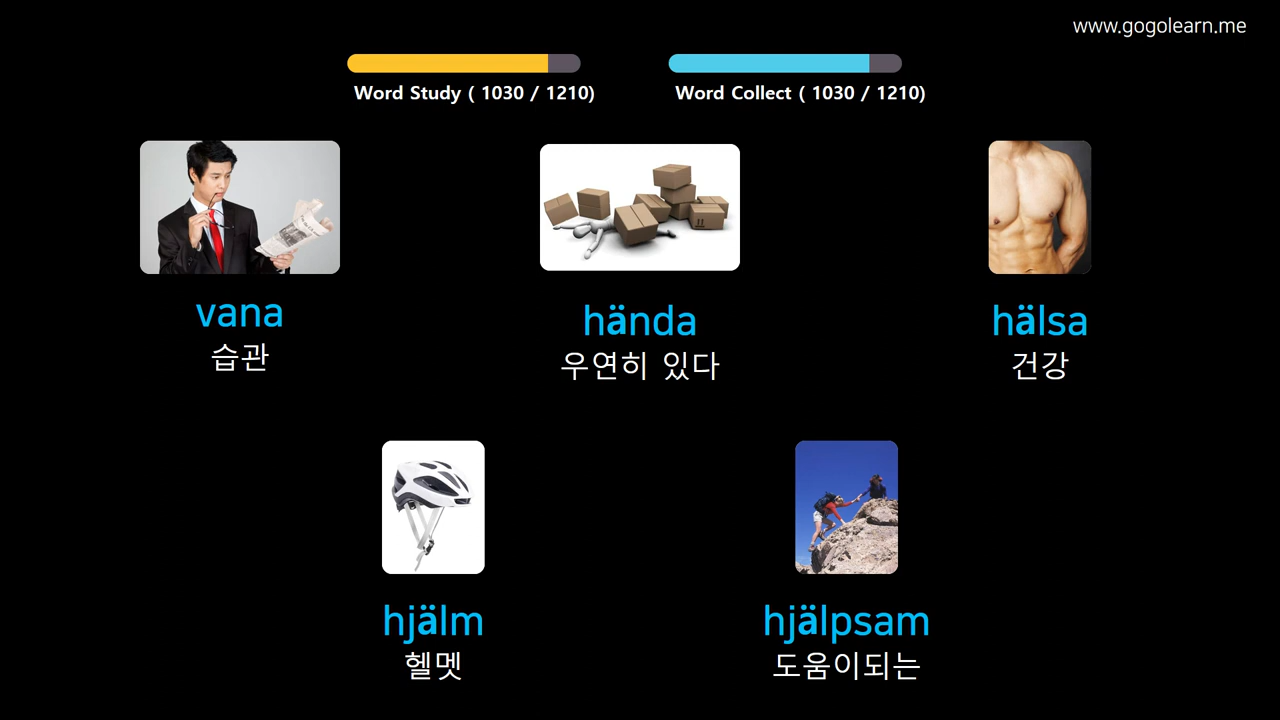 www.gogolearn.me
Word Study ( 1030 / 1210)
Word Collect ( 1030 / 1210)
vana
습관
hända
우연히 있다
hälsa
건강
hjälm
헬멧
hjälpsam
도움이되는